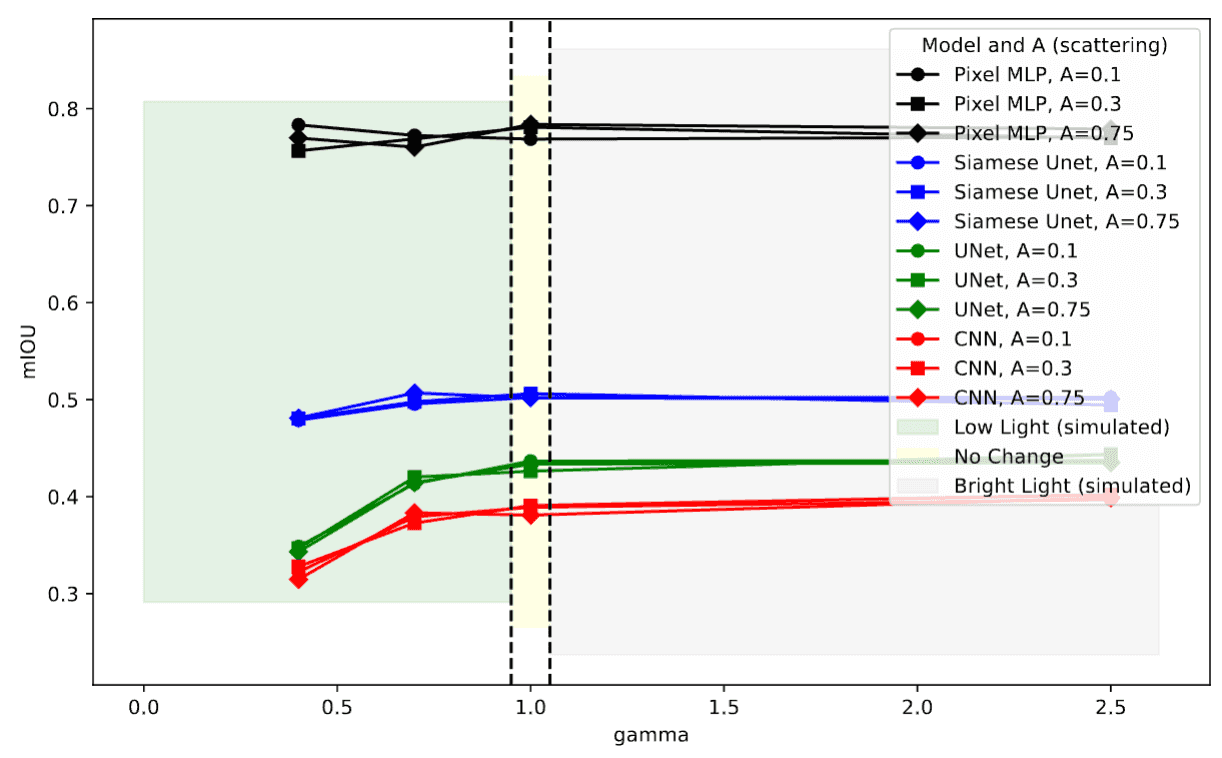 Model and A (scattering)
Pixel MLP, A=0.1
Pixel MLP, A=0.3
Pixel MLP, A=0.75
Siamese Unet, A=0.1
Siamese Unet, A=0.3
Siamese Unet, A=0.75
UNet, A=0.1
UNet, A=0.3
UNet, A=0.75
CNN, A=0.1
CNN, A=0.3
CNN, A=0.75
Low Light (simulated)
No Change
Bright Light (simulated)
mIOU
0.8
0.7
0.6
0.5
0.4
0.3
0.0 0.5 1.0 1.5 2.0 2.5
gamma